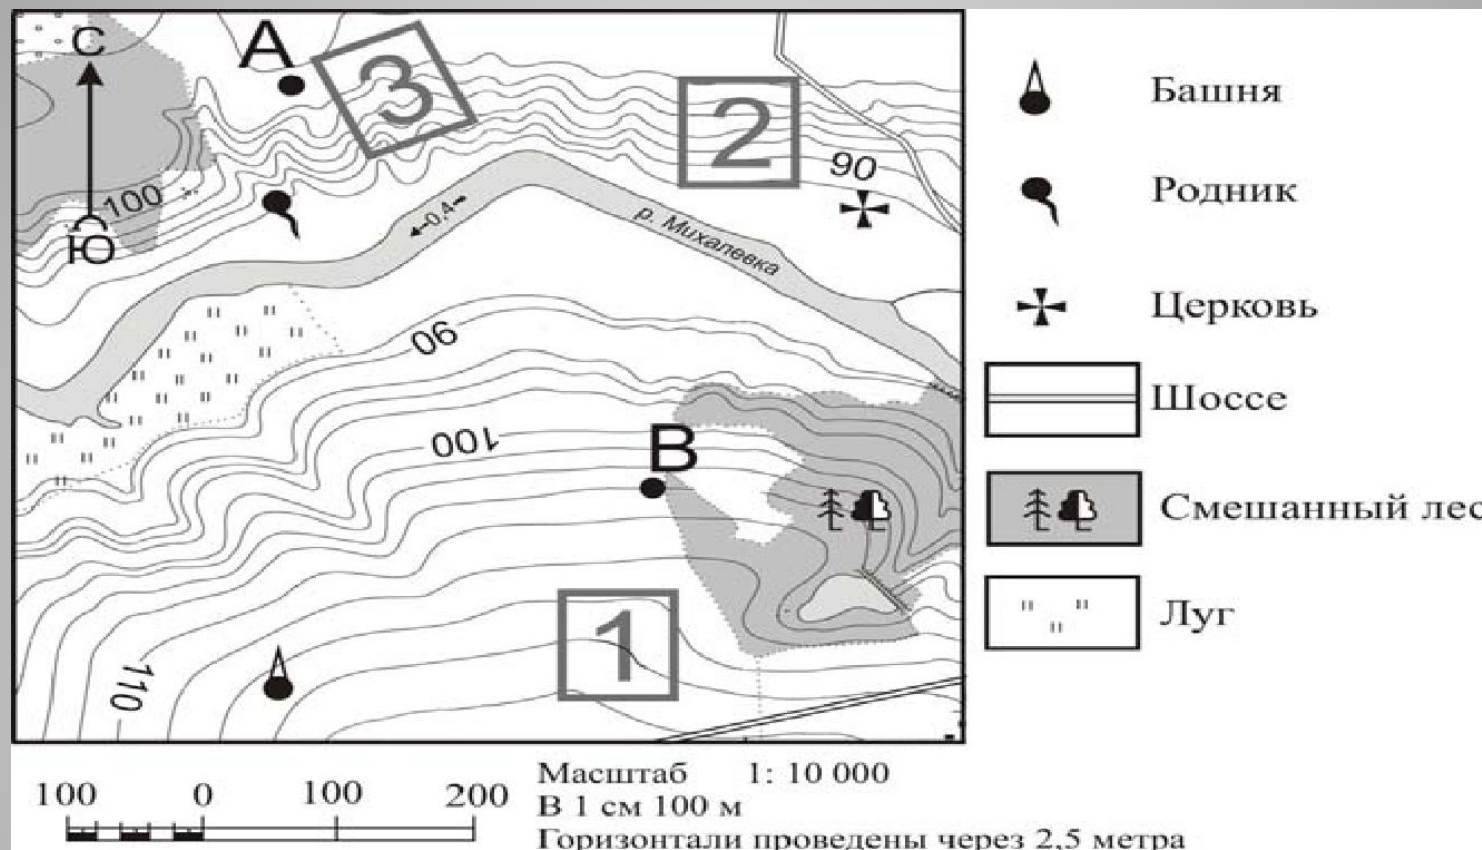 С
А
3
2
90
100
Ю
0,4
р. Михалевка
90
100
В
1
110
Башня
Родник
Церковь
Шоссе
Смешанный лес
Луг
100 0 100 200
Масштаб 1: 10 000
В 1 см 100 м
Горизонтали проведены через 2,5 метра